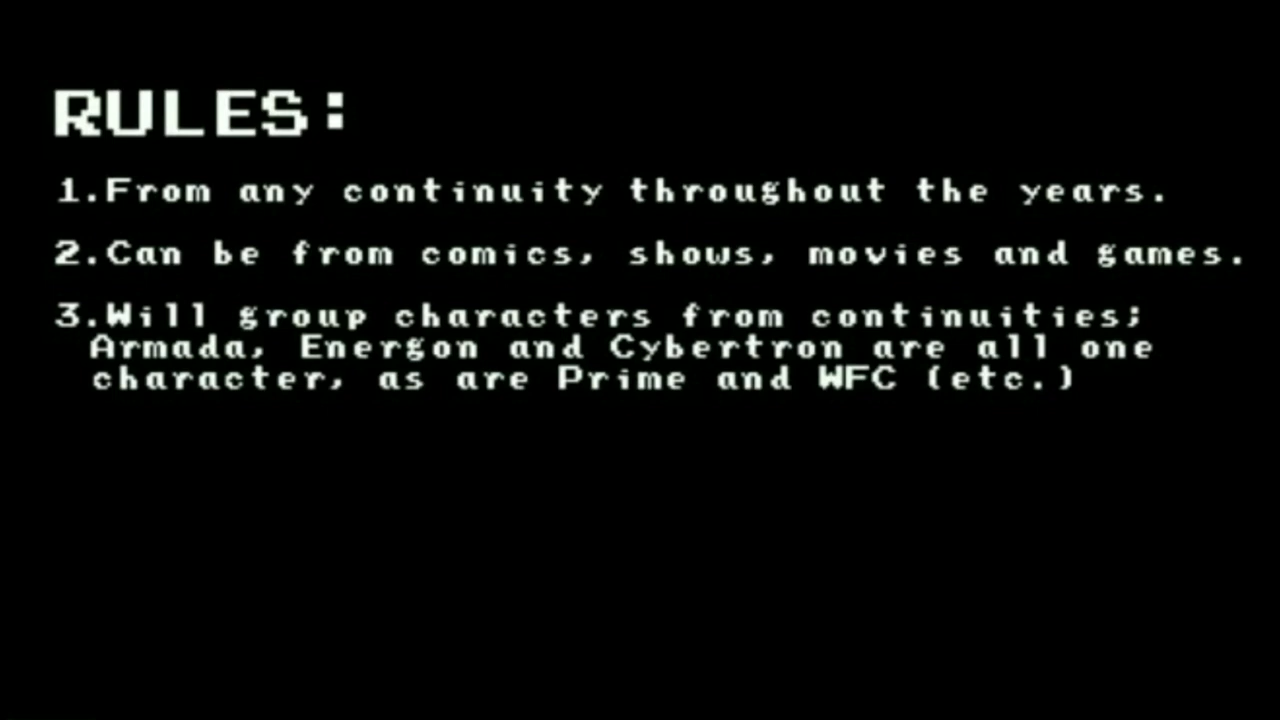 RULES:
1.From any continuity throughout the years.
2.Can be from comics, shows, movies and games.
3.Will group characters from continuities;
Armada, Energon and Cybertron are all one
character, as are Prime and WFC (etc.)